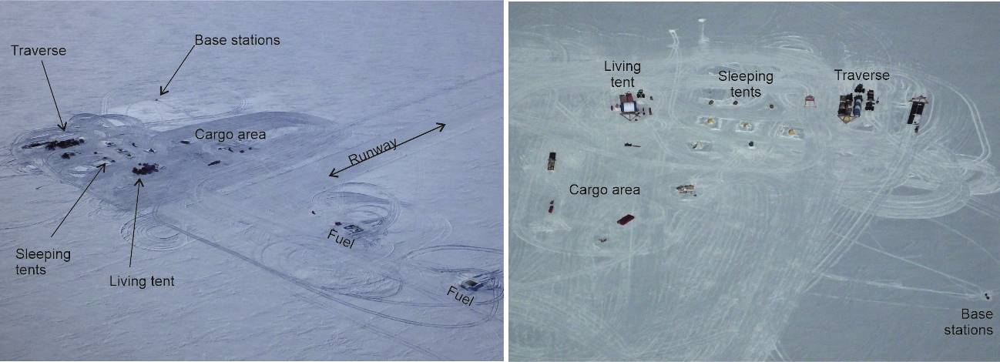 Base stations
Traverse
Cargo area
Runway
Fuel
Sleeping
tents
Living tent
Fuel
Living
tent
Sleeping
tents
Traverse
Cargo area
Base
stations